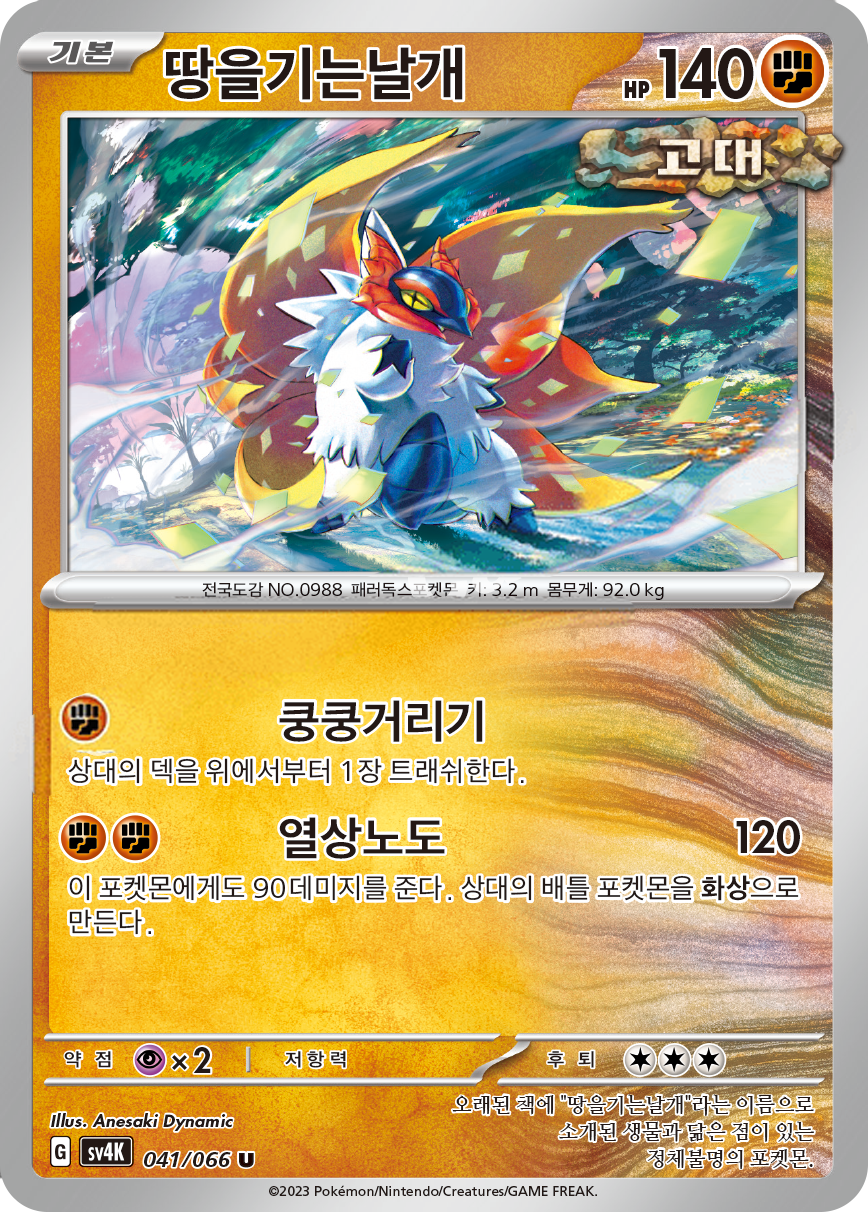 기본
땅을기는날개
HP 140
고대
전국도감 NO.0988 패러독스포켓몬 키: 3.2 m 몸무게: 92.0 kg
쿵쿵거리기
상대의 덱을 위에서부터 1장 트래쉬한다.
열상노도 120
이 포켓몬에게도 90데미지를 준다. 상대의 배틀 포켓몬을 화상으로
만든다.
약점 ×2 저항력 후퇴
오래된 책에 "땅을기는날개"라는 이름으로
소개된 생물과 닮은 점이 있는
정체불명의 포켓몬.
Illus. Anesaki Dynamic
G sv4K 041/066 U
©2023 Pokémon/Nintendo/Creatures/GAME FREAK.